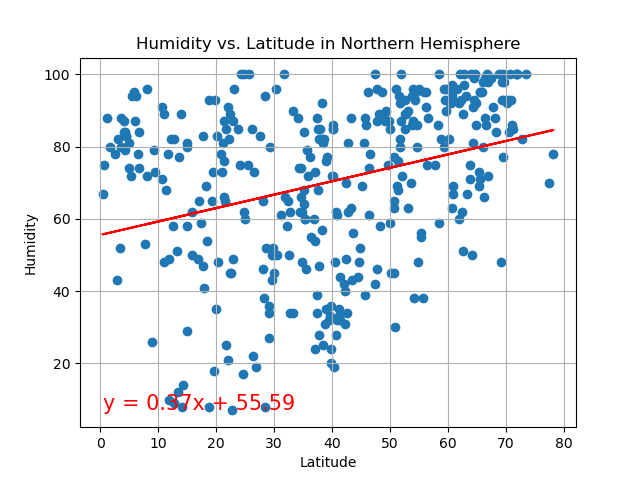 Humidity vs. Latitude in Northern Hemisphere
100
80
60
40
20
Humidity
y = 0.37x + 55.59
0 10 20 30 40 50 60 70 80
Latitude